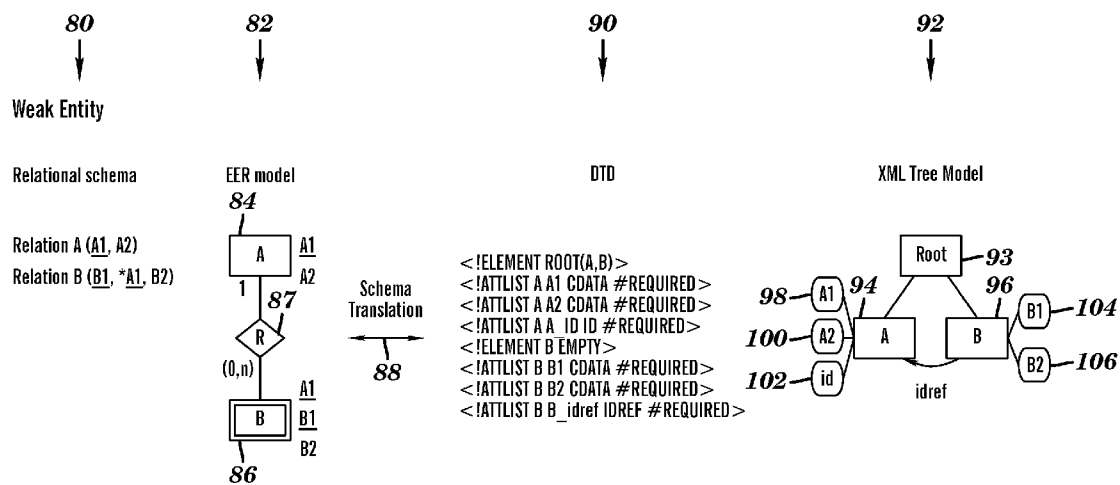 80 82 90 92
Weak Entity
Relational schema EER model DTD XML Tree Model
84
Relation A (A1, A2)
Relation B (B1, *A1, B2)
A A1
A2
1
87
R
(0,n)
A1
B B1
B2
86
Schema
Translation
88
<!ELEMENT ROOT(A,B)>
<!ATTLIST A A1 CDATA #REQUIRED>
<!ATTLIST A A2 CDATA #REQUIRED>
<!ATTLIST A A_ID ID #REQUIRED>
<!ELEMENT B EMPTY>
<!ATTLIST B B1 CDATA #REQUIRED>
<!ATTLIST B B2 CDATA #REQUIRED>
<!ATTLIST B B_idref IDREF #REQUIRED>
Root 93
98 A1 94 96 B1 104
100 A2 A B
102 id B2 106
idref